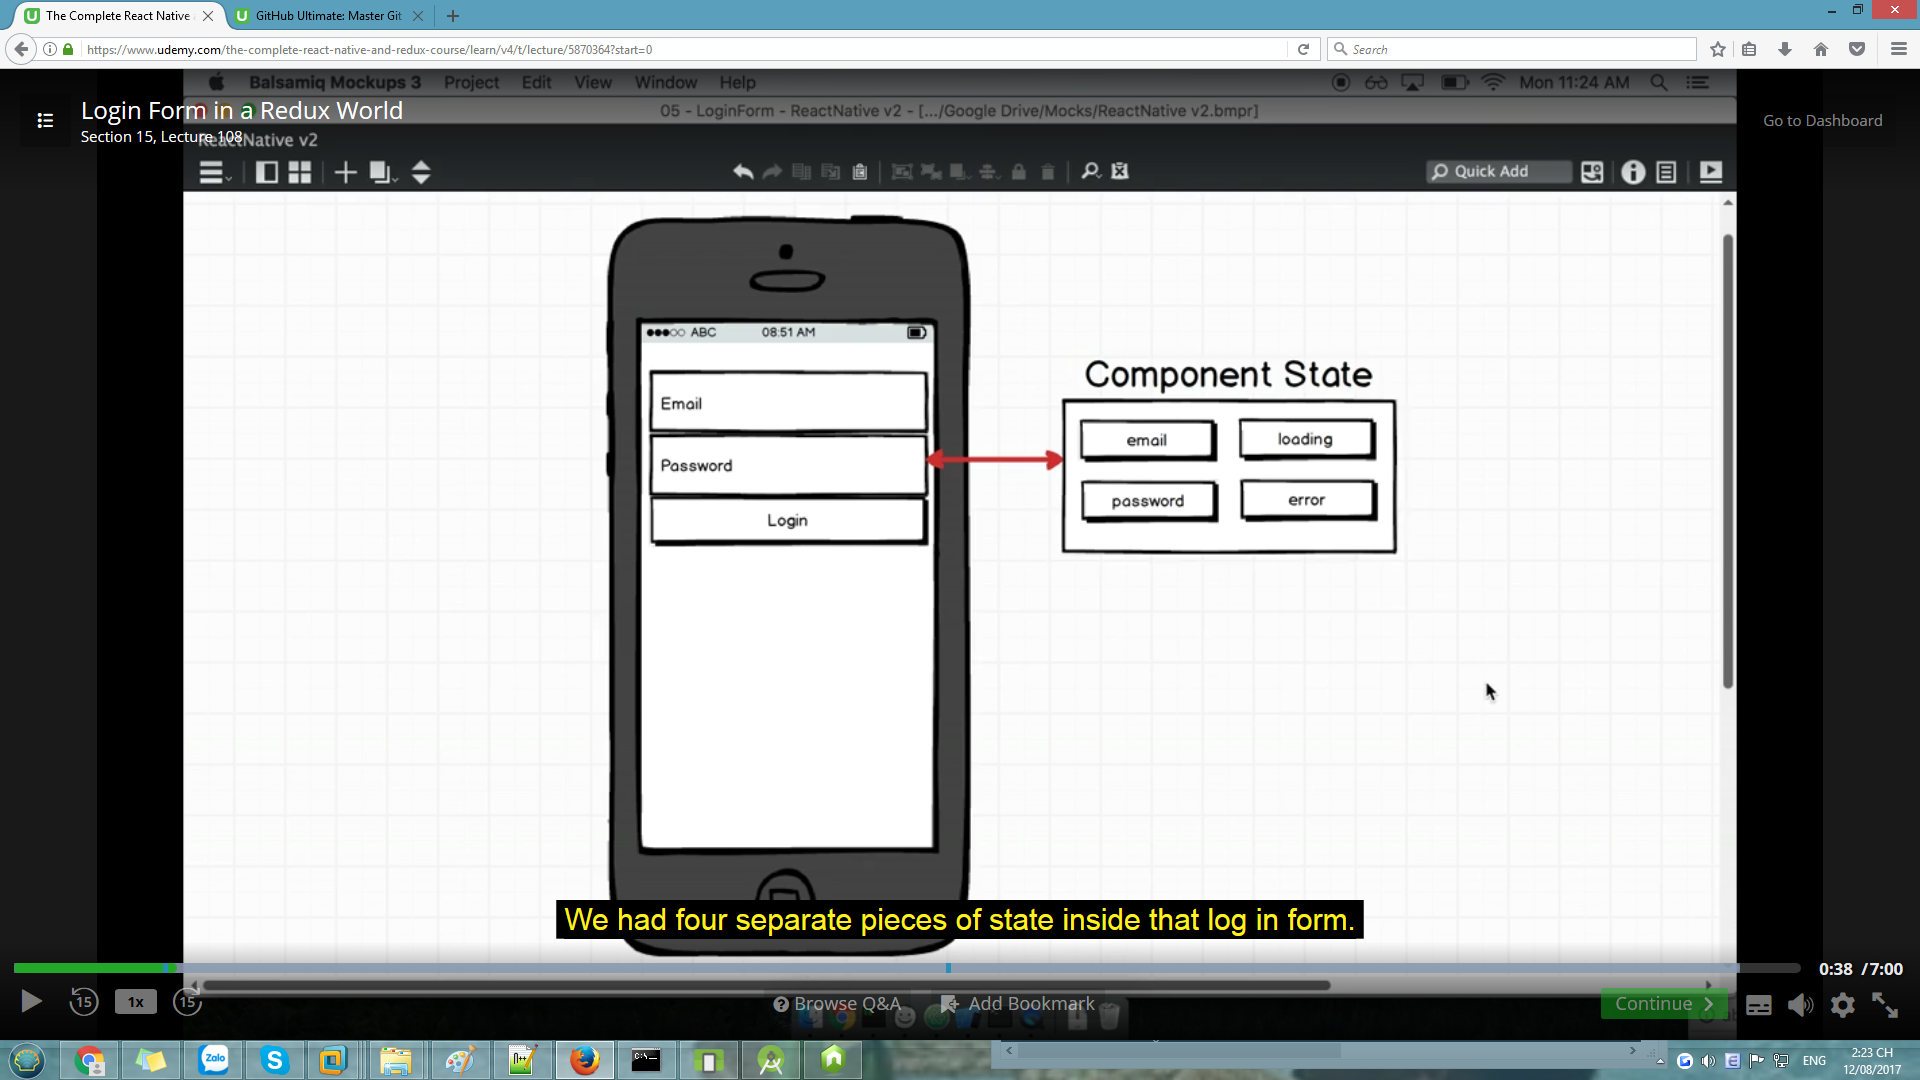 The Complete React Native
GitHub Ultimate: Master Git
https://www.udemy.com/the-complete-react-native-and-redux-course/learn/v4/t/lecture/5870364?start=0
Search
Balsamiq Mockups 3 Project Edit View Window Help
Mon 11:24 AM
Login Form in a Redux World
05 - LoginForm - ReactNative v2 - [.../Google Drive/Mocks/ReactNative v2.bmpr]
Go to Dashboard
Section 15, Lecture 108
ReactNative v2
Quick Add
ABC 08:51 AM
Email
Password
Login
Component State
email
loading
password
error
We had four separate pieces of state inside that log in form.
0:38 / 7:00
15
1x
15
Browse Q&A
Add Bookmark
Continue
Zalo
ENG
2:23 CH
12/08/2017